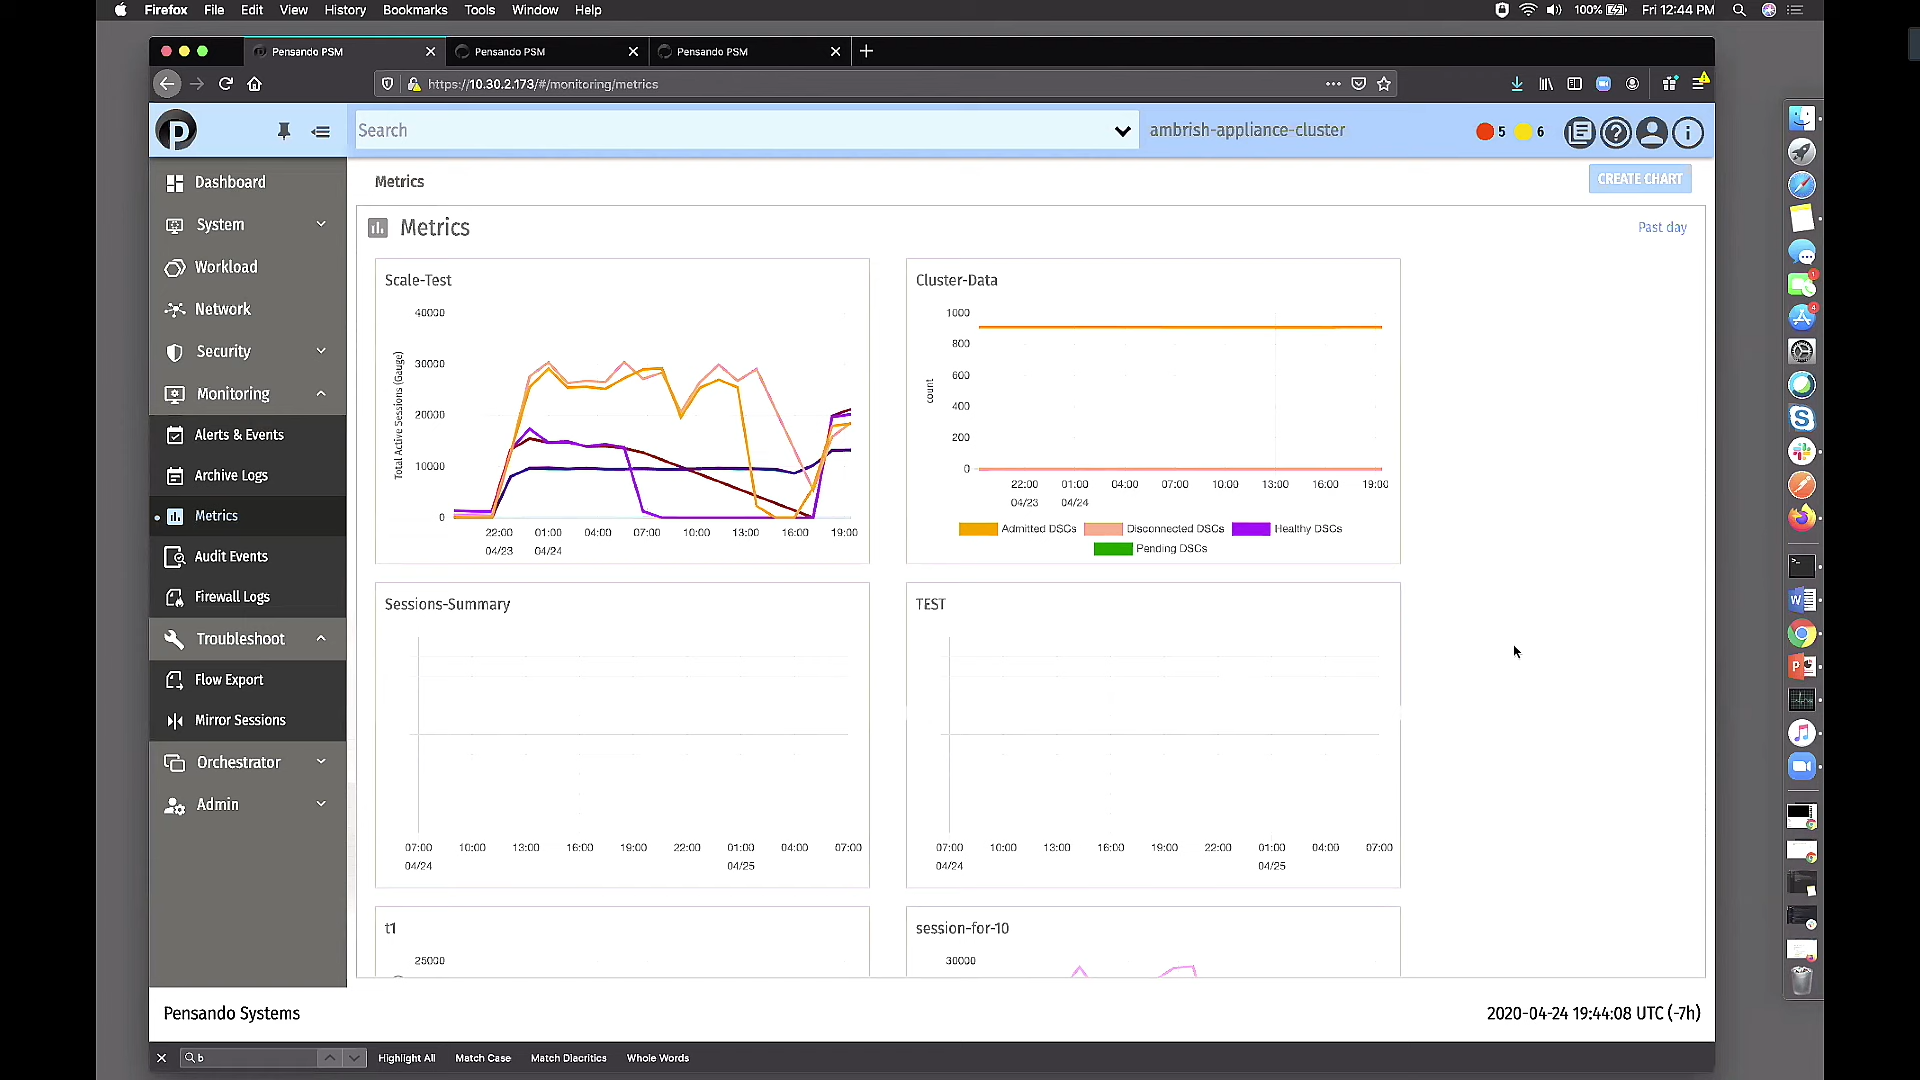 Firefox File Edit View History Bookmarks Tools Window Help 100% Fri 12:44 PM
Pensando PSM Pensando PSM Pensando PSM
https://10.30.2.173/#/monitoring/metrics
P Search ambrish-appliance-cluster 5 6
Dashboard
System
Workload
Network
Security
Monitoring
Alerts & Events
Archive Logs
Metrics
Audit Events
Firewall Logs
Troubleshoot
Flow Export
Mirror Sessions
Orchestrator
Admin
Metrics
CREATE CHART
Metrics
Past day
Scale-Test
Total Active Sessions (Gauge)
40000
30000
20000
10000
0
22:00 01:00 04:00 07:00 10:00 13:00 16:00 19:00
04/23 04/24
Cluster-Data
count
1000
800
600
400
200
0
22:00 01:00 04:00 07:00 10:00 13:00 16:00 19:00
04/23 04/24
Admitted DSCs Disconnected DSCs Healthy DSCs
Pending DSCs
Sessions-Summary
07:00 10:00 13:00 16:00 19:00 22:00 01:00 04:00 07:00
04/24 04/25
TEST
07:00 10:00 13:00 16:00 19:00 22:00 01:00 04:00 07:00
04/24 04/25
t1
25000
session-for-10
30000
Pensando Systems
2020-04-24 19:44:08 UTC (-7h)
b Highlight All Match Case Match Diacritics Whole Words